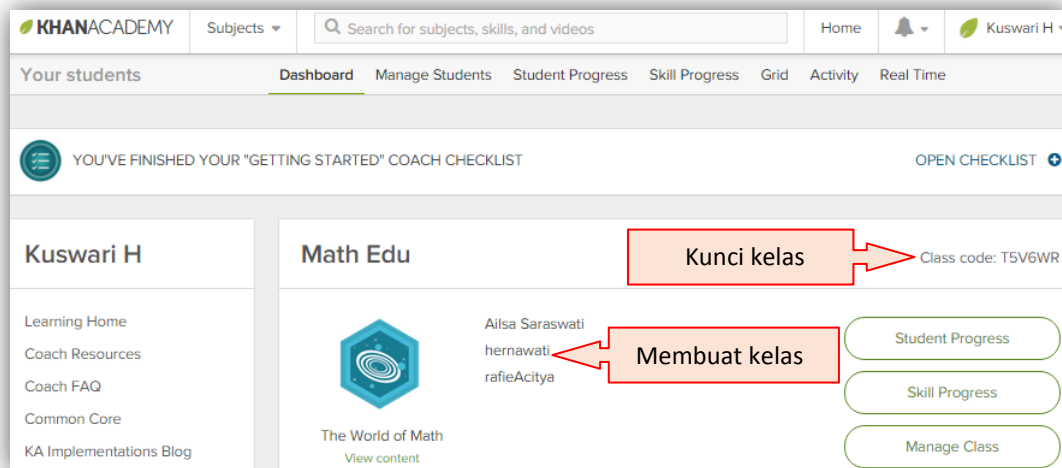 KHANACADEMY Subjects Search for subjects, skills, and videos Home Kuswari H
Your students Dashboard Manage Students Student Progress Skill Progress Grid Activity Real Time
YOU'VE FINISHED YOUR "GETTING STARTED" COACH CHECKLIST OPEN CHECKLIST
Kuswari H
Learning Home
Coach Resources
Coach FAQ
Common Core
KA Implementations Blog
Math Edu
Kunci kelas
Class code: T5V6WR
The World of Math
View content
Ailsa Saraswati
hernawati
rafieAcitya
Membuat kelas
Student Progress
Skill Progress
Manage Class